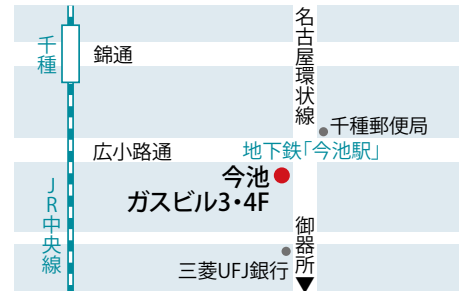 千種
錦通
名古屋環状線
千種郵便局
広小路通
地下鉄「今池駅」
今池
ガスビル3・4F
JR中央線
御器所
三菱UFJ銀行